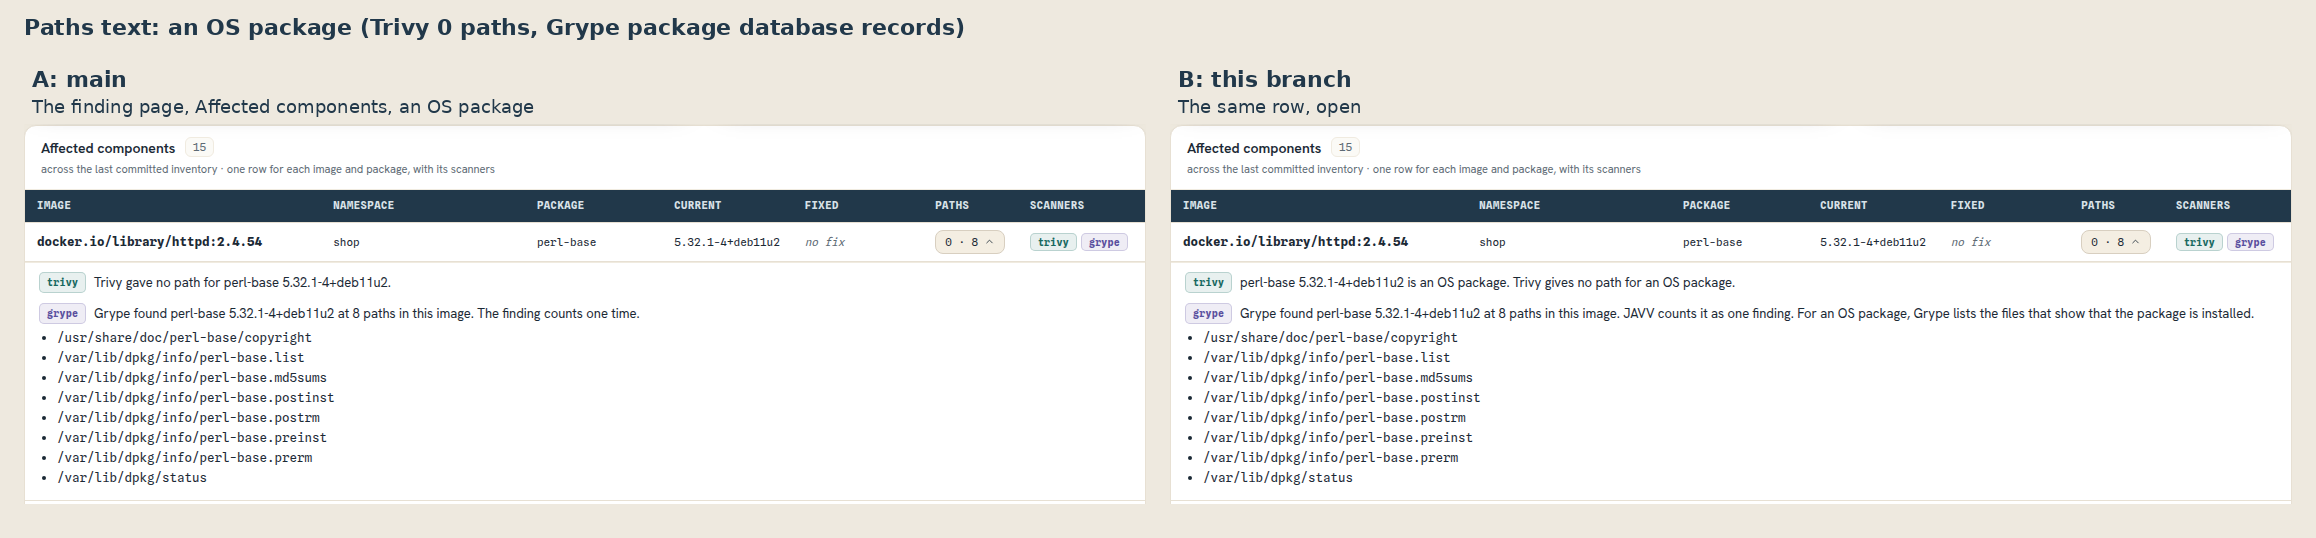 Paths text: an OS package (Trivy 0 paths, Grype package database records)
A: main
The finding page, Affected components, an OS package
Affected components 15
across the last committed inventory · one row for each image and package, with its scanners
IMAGE NAMESPACE PACKAGE CURRENT FIXED PATHS SCANNERS
docker.io/library/httpd:2.4.54 shop perl-base 5.32.1-4+deb11u2 no fix 0 · 8 ^ trivy grype
trivy Trivy gave no path for perl-base 5.32.1-4+deb11u2.
grype Grype found perl-base 5.32.1-4+deb11u2 at 8 paths in this image. The finding counts one time.
• /usr/share/doc/perl-base/copyright
• /var/lib/dpkg/info/perl-base.list
• /var/lib/dpkg/info/perl-base.md5sums
• /var/lib/dpkg/info/perl-base.postinst
• /var/lib/dpkg/info/perl-base.postrm
• /var/lib/dpkg/info/perl-base.preinst
• /var/lib/dpkg/info/perl-base.prerm
• /var/lib/dpkg/status
B: this branch
The same row, open
Affected components 15
across the last committed inventory · one row for each image and package, with its scanners
IMAGE NAMESPACE PACKAGE CURRENT FIXED PATHS SCANNERS
docker.io/library/httpd:2.4.54 shop perl-base 5.32.1-4+deb11u2 no fix 0 · 8 ^ trivy grype
trivy perl-base 5.32.1-4+deb11u2 is an OS package. Trivy gives no path for an OS package.
grype Grype found perl-base 5.32.1-4+deb11u2 at 8 paths in this image. JAVV counts it as one finding. For an OS package, Grype lists the files that show that the package is installed.
• /usr/share/doc/perl-base/copyright
• /var/lib/dpkg/info/perl-base.list
• /var/lib/dpkg/info/perl-base.md5sums
• /var/lib/dpkg/info/perl-base.postinst
• /var/lib/dpkg/info/perl-base.postrm
• /var/lib/dpkg/info/perl-base.preinst
• /var/lib/dpkg/info/perl-base.prerm
• /var/lib/dpkg/status